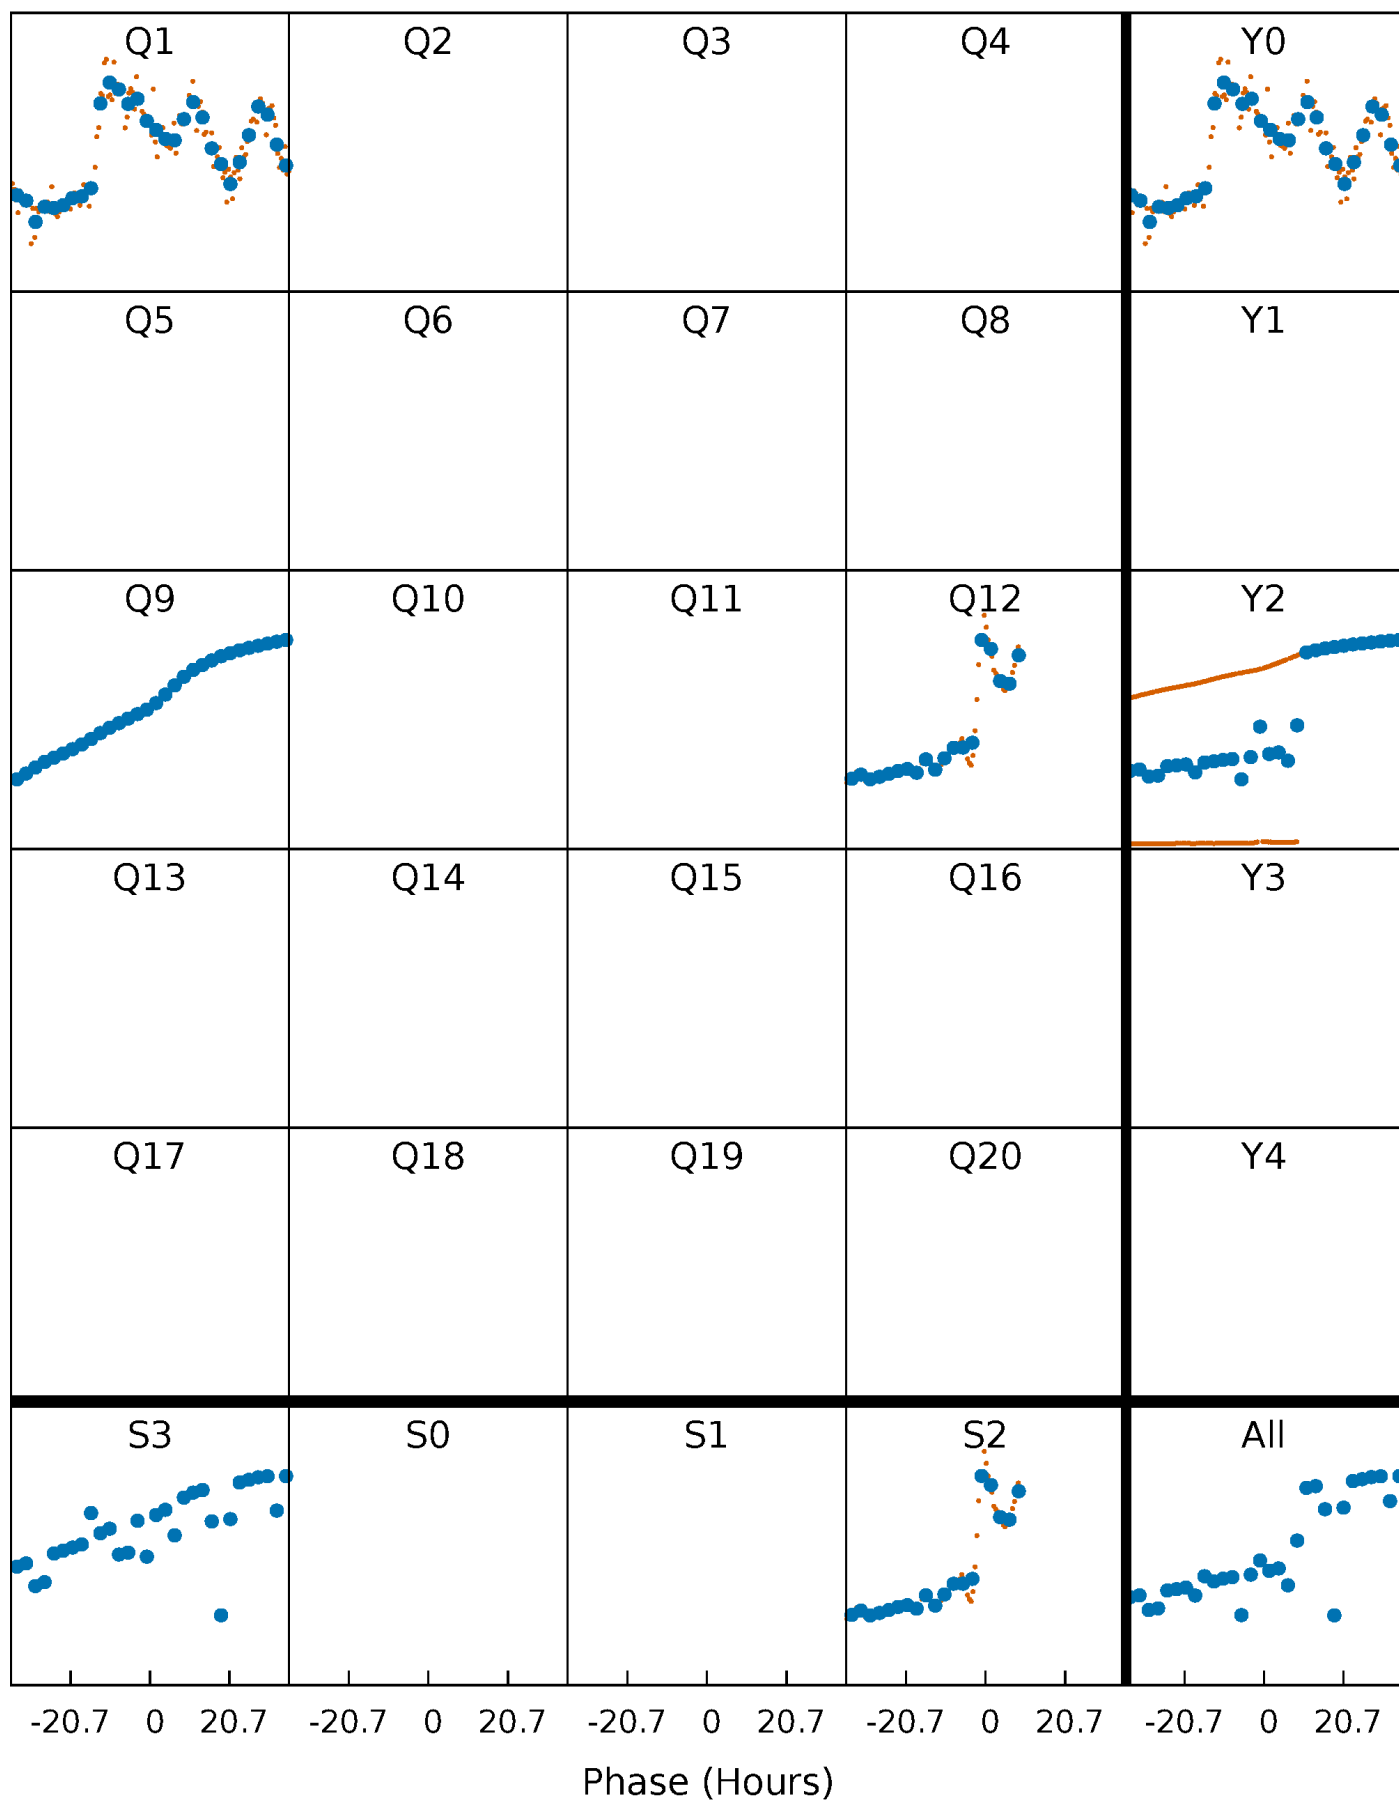 Q1 Q2 Q3 Q4 Y0
Q5 Q6 Q7 Q8 Y1
Q9 Q10 Q11 Q12 Y2
Q13 Q14 Q15 Q16 Y3
Q17 Q18 Q19 Q20 Y4
S3 S0 S1 S2 All
-20.7 0 20.7 -20.7 0 20.7 -20.7 0 20.7 -20.7 0 20.7 -20.7 0 20.7
Phase (Hours)